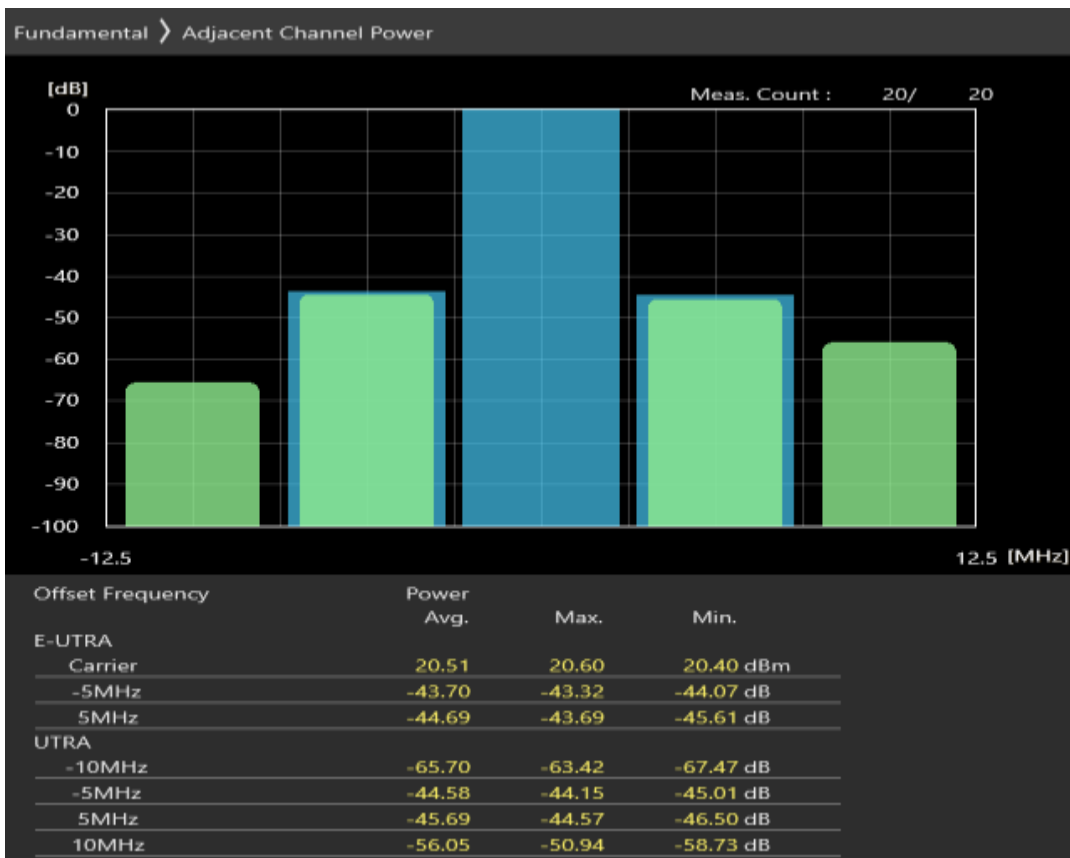 Fundamental ❯ Adjacent Channel Power
[dB]
Meas. Count : 20/ 20
0
-10
-20
-30
-40
-50
-60
-70
-80
-90
-100
-12.5 12.5 [MHz]
Offset Frequency Power
Avg. Max. Min.
E-UTRA
Carrier 20.51 20.60 20.40 dBm
-5MHz -43.70 -43.32 -44.07 dB
5MHz -44.69 -43.69 -45.61 dB
UTRA
-10MHz -65.70 -63.42 -67.47 dB
-5MHz -44.58 -44.15 -45.01 dB
5MHz -45.69 -44.57 -46.50 dB
10MHz -56.05 -50.94 -58.73 dB